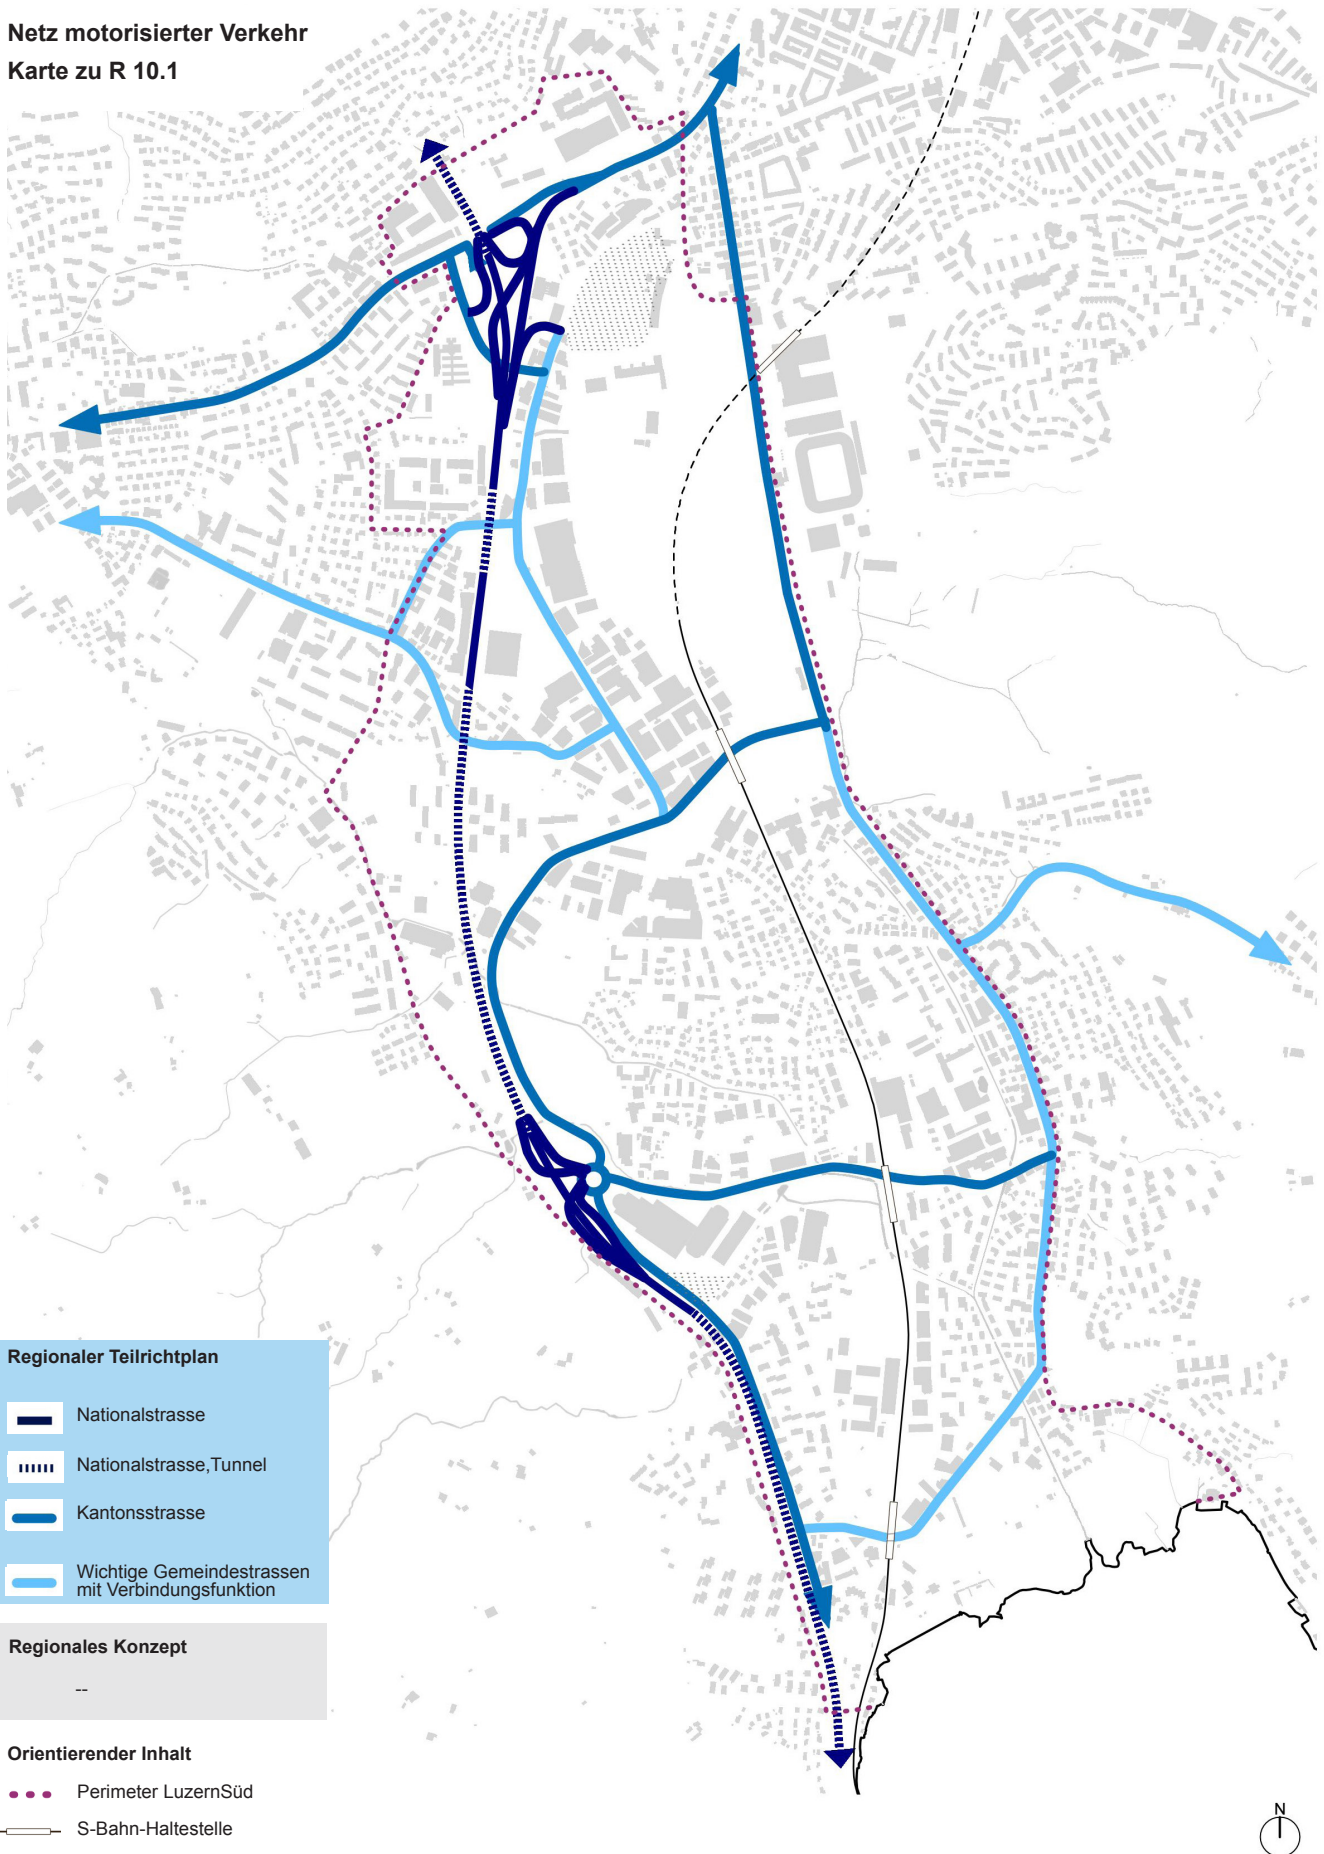 Netz motorisierter Verkehr
Karte zu R 10.1
Regionaler Teilrichtplan
Nationalstrasse
Nationalstrasse,Tunnel
Kantonsstrasse
Wichtige Gemeindestrassen
mit Verbindungsfunktion
Regionales Konzept
--
Orientierender Inhalt
Perimeter LuzernSüd
S-Bahn-Haltestelle
N